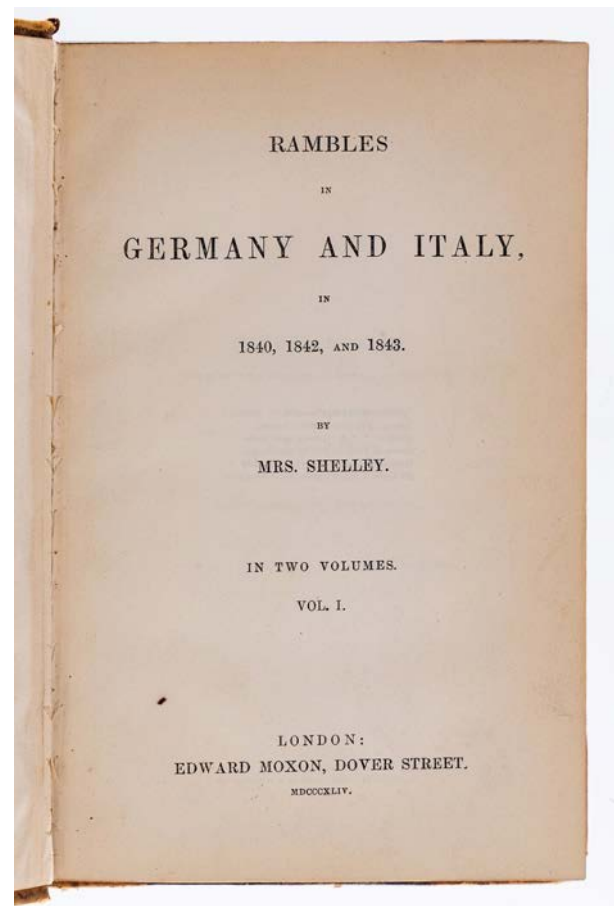 RAMBLES
IN
GERMANY AND ITALY,
IN
1840, 1842, AND 1843.
BY
MRS. SHELLEY.
IN TWO VOLUMES.
VOL. I.
LONDON:
EDWARD MOXON, DOVER STREET.
MDCCCXLIV.